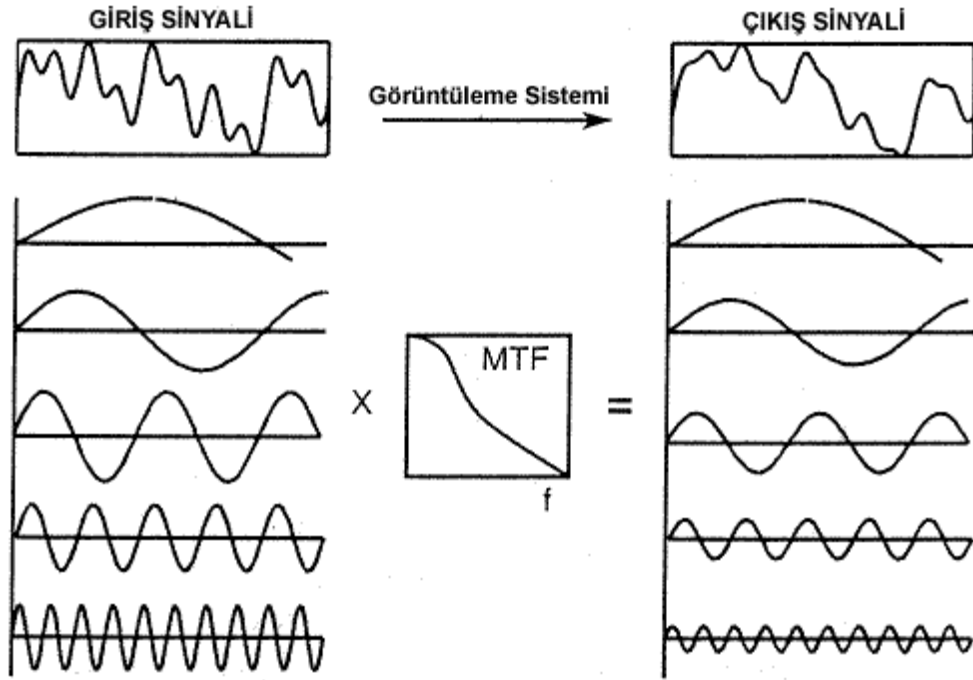 GİRİŞ SİNYALİ
ÇIKIŞ SİNYALİ
Görüntüleme Sistemi
X
MTF
=
f